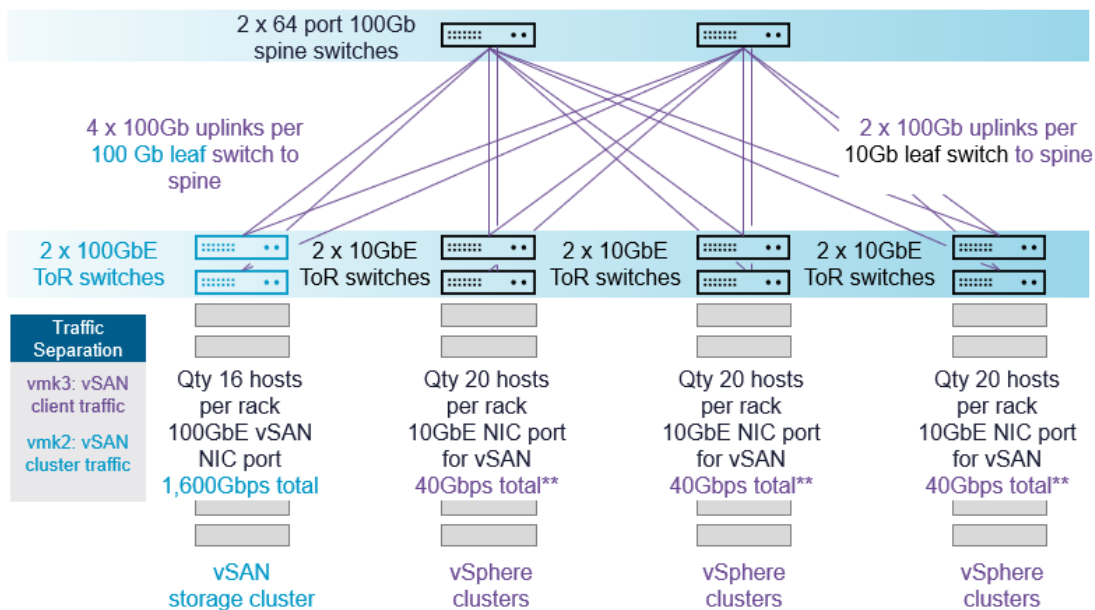 2 x 64 port 100Gb
spine switches
4 x 100Gb uplinks per
100 Gb leaf switch to
spine
2 x 100Gb uplinks per
10Gb leaf switch to spine
2 x 100GbE
ToR switches
2 x 10GbE
ToR switches
2 x 10GbE
ToR switches
2 x 10GbE
ToR switches
Traffic
Separation
vmk3: vSAN
client traffic
vmk2: vSAN
cluster traffic
Qty 16 hosts
per rack
100GbE vSAN
NIC port
1,600Gbps total
Qty 20 hosts
per rack
10GbE NIC port
for vSAN
40Gbps total**
Qty 20 hosts
per rack
10GbE NIC port
for vSAN
40Gbps total**
Qty 20 hosts
per rack
10GbE NIC port
for vSAN
40Gbps total**
vSAN
storage cluster
vSphere
clusters
vSphere
clusters
vSphere
clusters